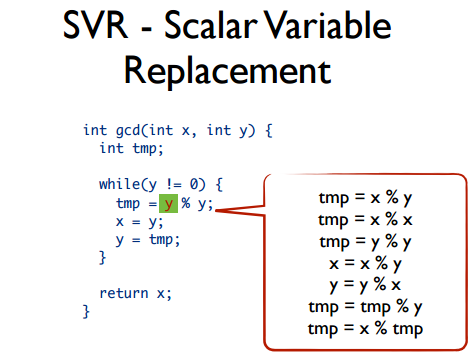 SVR - Scalar Variable
Replacement
int gcd(int x, int y) {
int tmp;
while(y != 0) {
tmp = y % y;
x = y;
y = tmp;
}
return x;
}
tmp = x % y
tmp = x % x
tmp = y % y
x = x % y
y = y % x
tmp = tmp % y
tmp = x % tmp